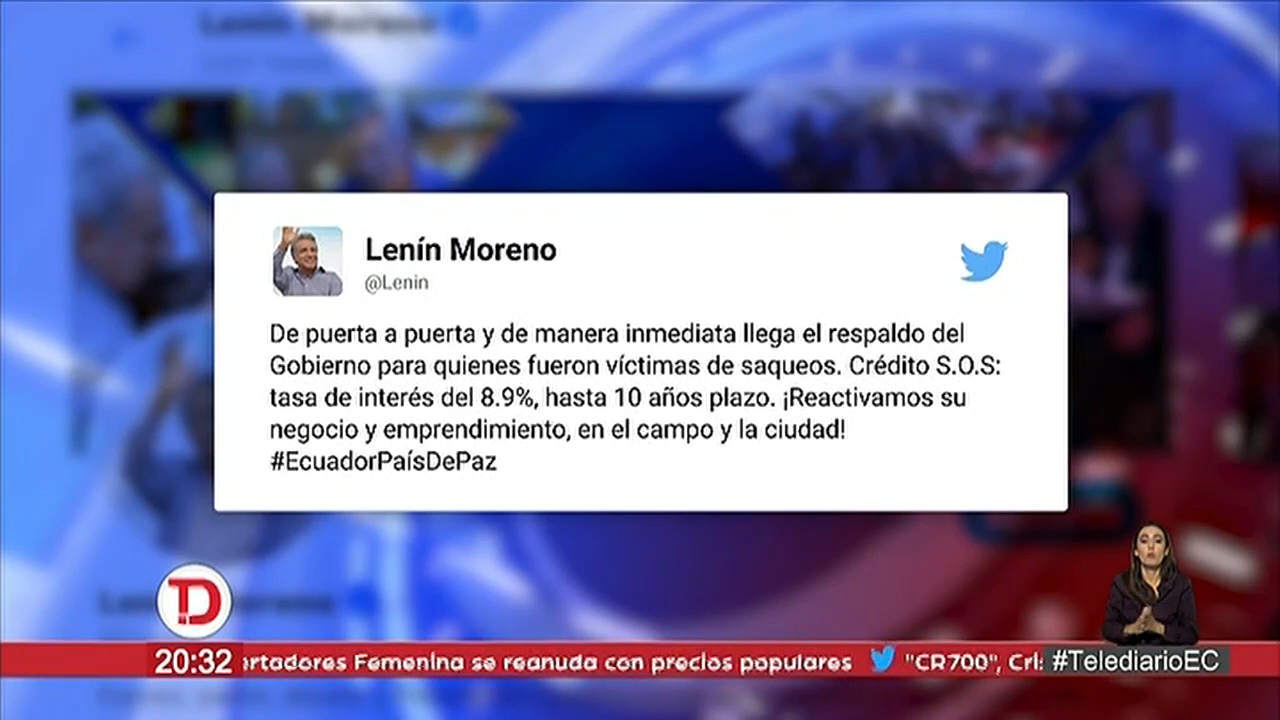 Lenín Moreno
@Lenin
De puerta a puerta y de manera inmediata llega el respaldo del
Gobierno para quienes fueron víctimas de saqueos. Crédito S.O.S:
tasa de interés del 8.9%, hasta 10 años plazo. ¡Reactivamos su
negocio y emprendimiento, en el campo y la ciudad!
#EcuadorPaísDePaz
TD
20:32 ertadores Femenina se reanuda con precios populares "CR700", Cri #TelediarioEC